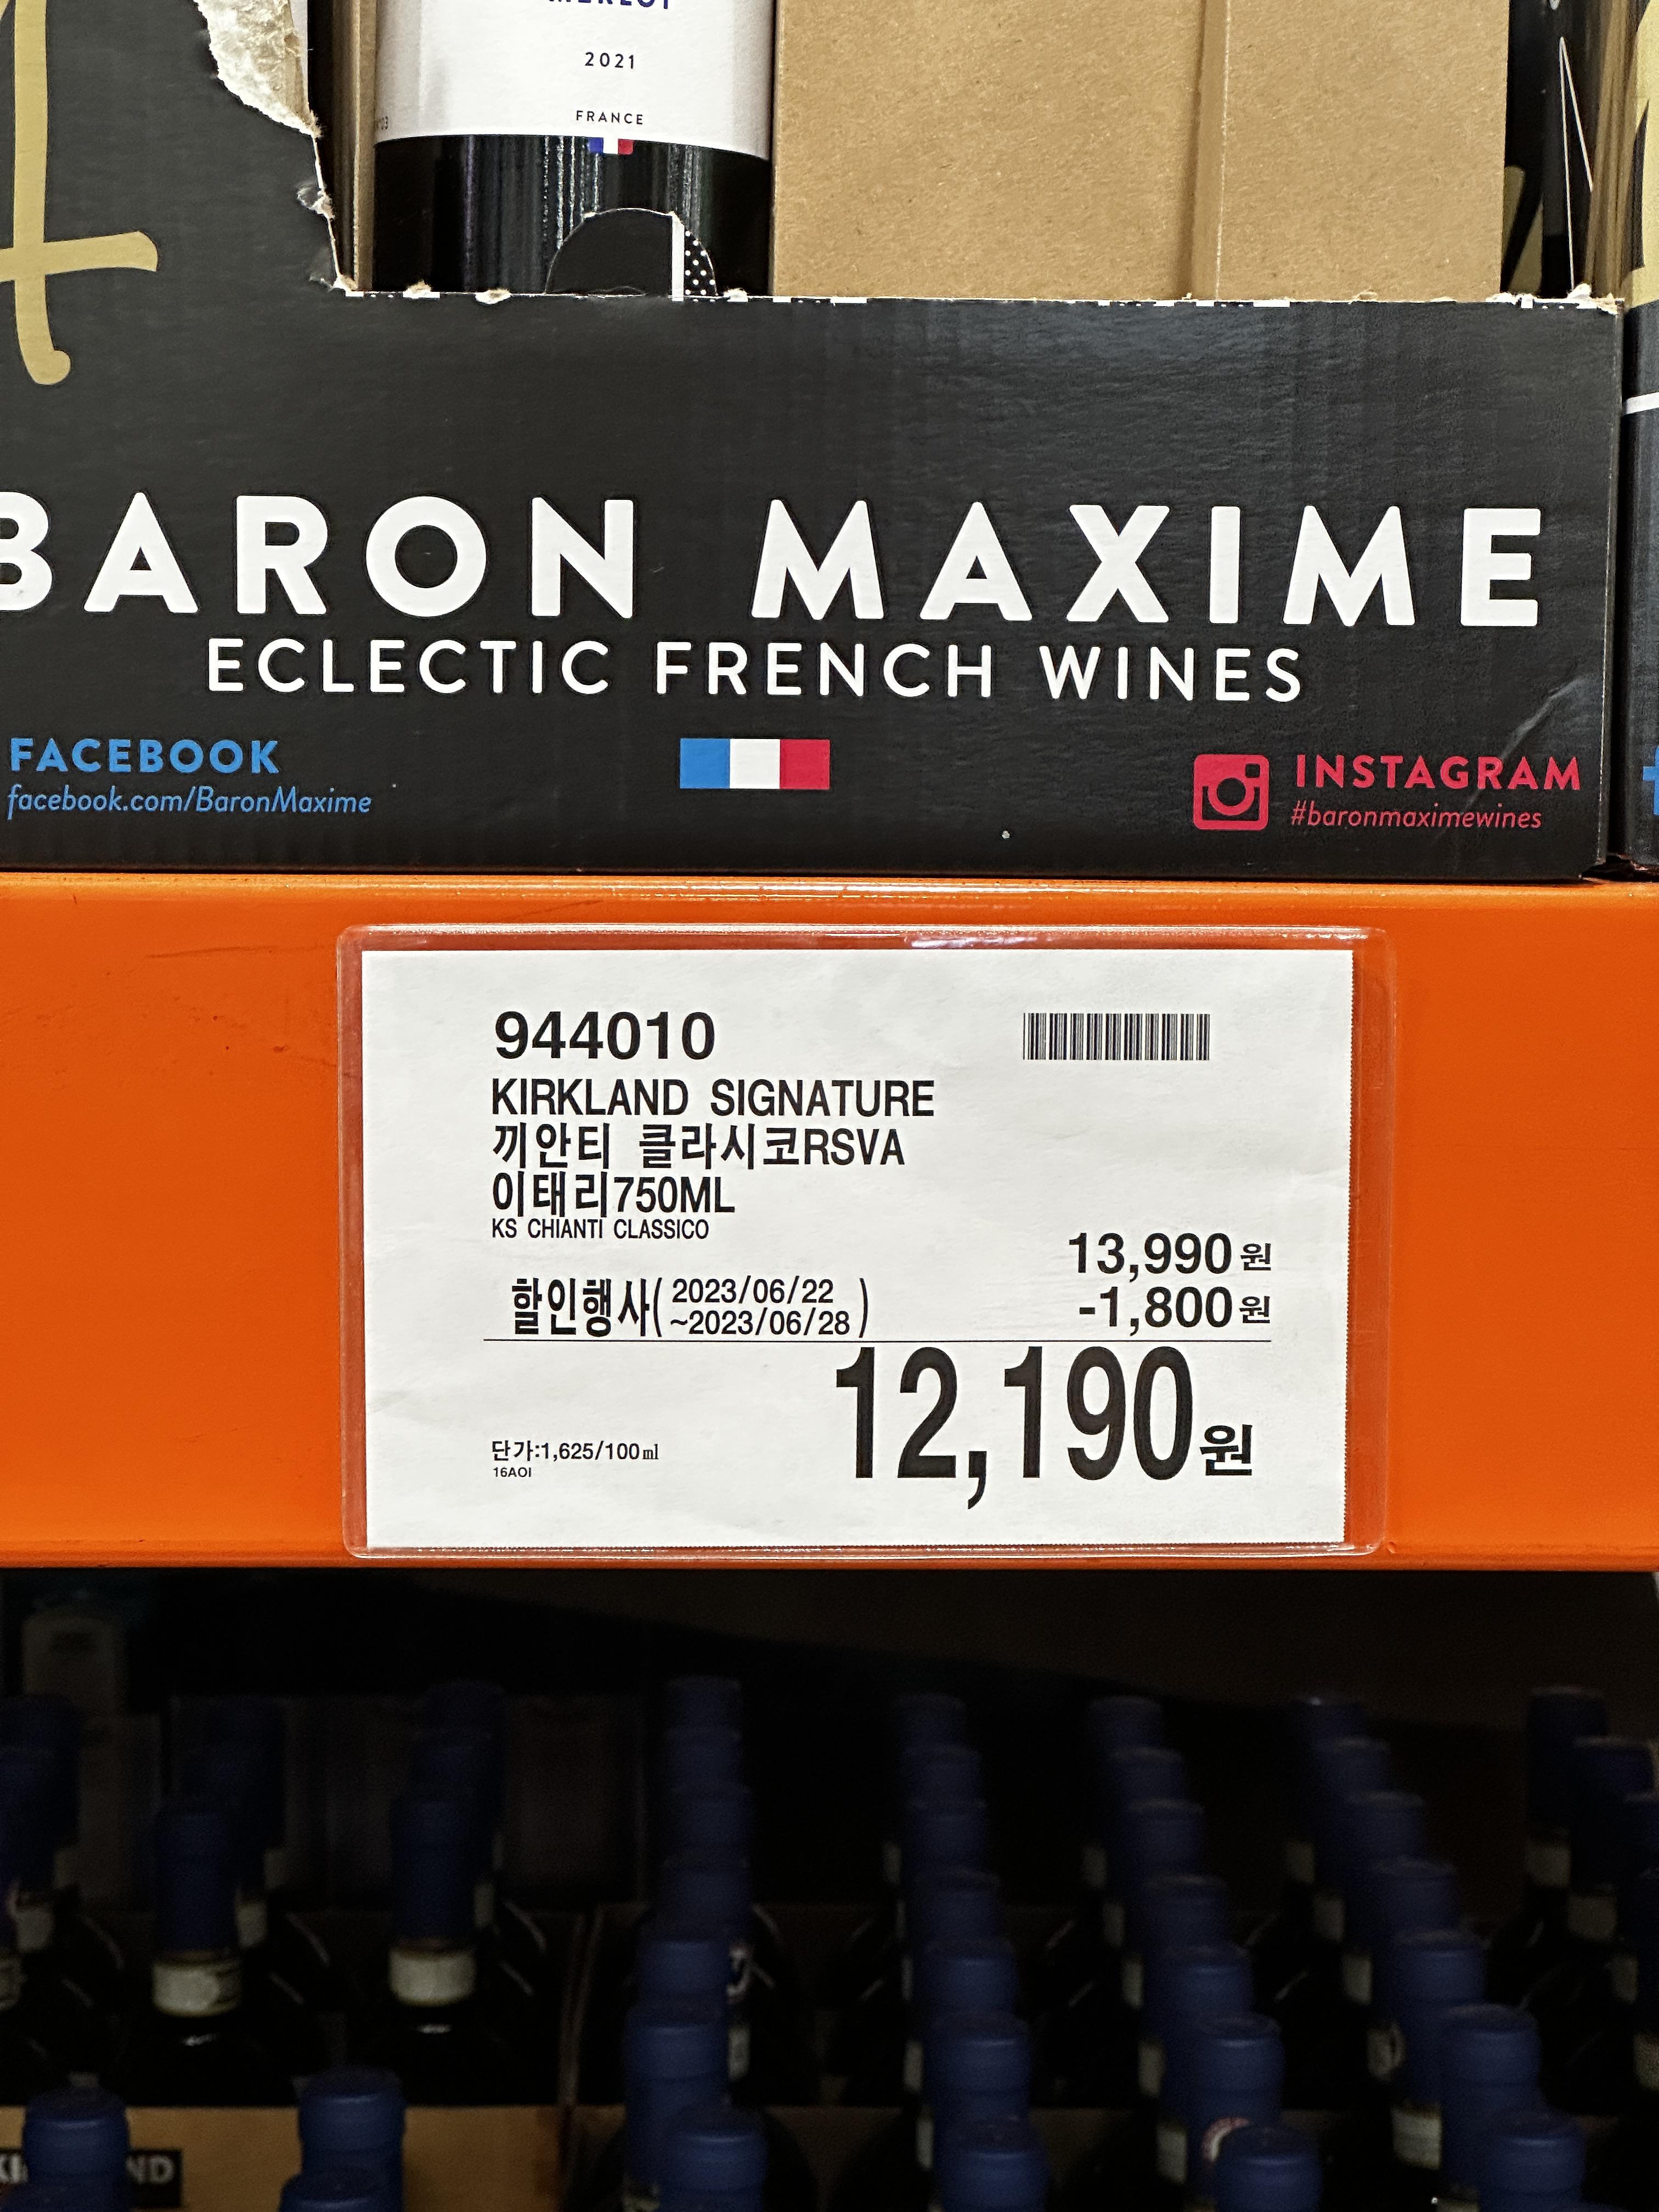 2021
FRANCE
BARON MAXIME
ECLECTIC FRENCH WINES
FACEBOOK
facebook.com/BaronMaxime
INSTAGRAM
#baronmaximewines
944010
KIRKLAND SIGNATURE
끼안티 클라시코RSVA
이태리750ML
KS CHIANTI CLASSICO
13,990원
할인행사( 2023/06/22
~2023/06/28 )
-1,800원
12,190원
단가:1,625/100㎖
16AOI